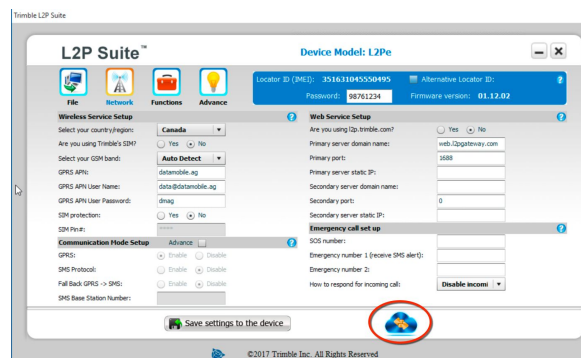 Trimble L2P Suite
L2P Suite™
Device Model: L2Pe
File
Network
Functions
Advance
Locator ID (IMEI): 351631045550495
Alternative Locator ID:
Password: 98761234
Firmware version: 01.12.02
Wireless Service Setup
Select your country/region: Canada
Are you using Trimble's SIM? Yes No
Select your GSM band: Auto Detect
GPRS APN: datamobile.ag
GPRS APN User Name: data@datamobile.ag
GPRS APN User Password: dmag
SIM protection: Yes No
SIM Pin#: ****
Communication Mode Setup Advance
GPRS: Enable Disable
SMS Protocol: Enable Disable
Fall Back GPRS -> SMS: Enable Disable
SMS Base Station Number:
Web Service Setup
Are you using l2p.trimble.com? Yes No
Primary server domain name: web.l2pgateway.com
Primary port: 1688
Primary server static IP:
Secondary server domain name:
Secondary port: 0
Secondary server static IP:
Emergency call set up
SOS number:
Emergency number 1 (receive SMS alert):
Emergency number 2:
How to respond for incoming call: Disable incomi
Save settings to the device
©2017 Trimble Inc. All Rights Reserved